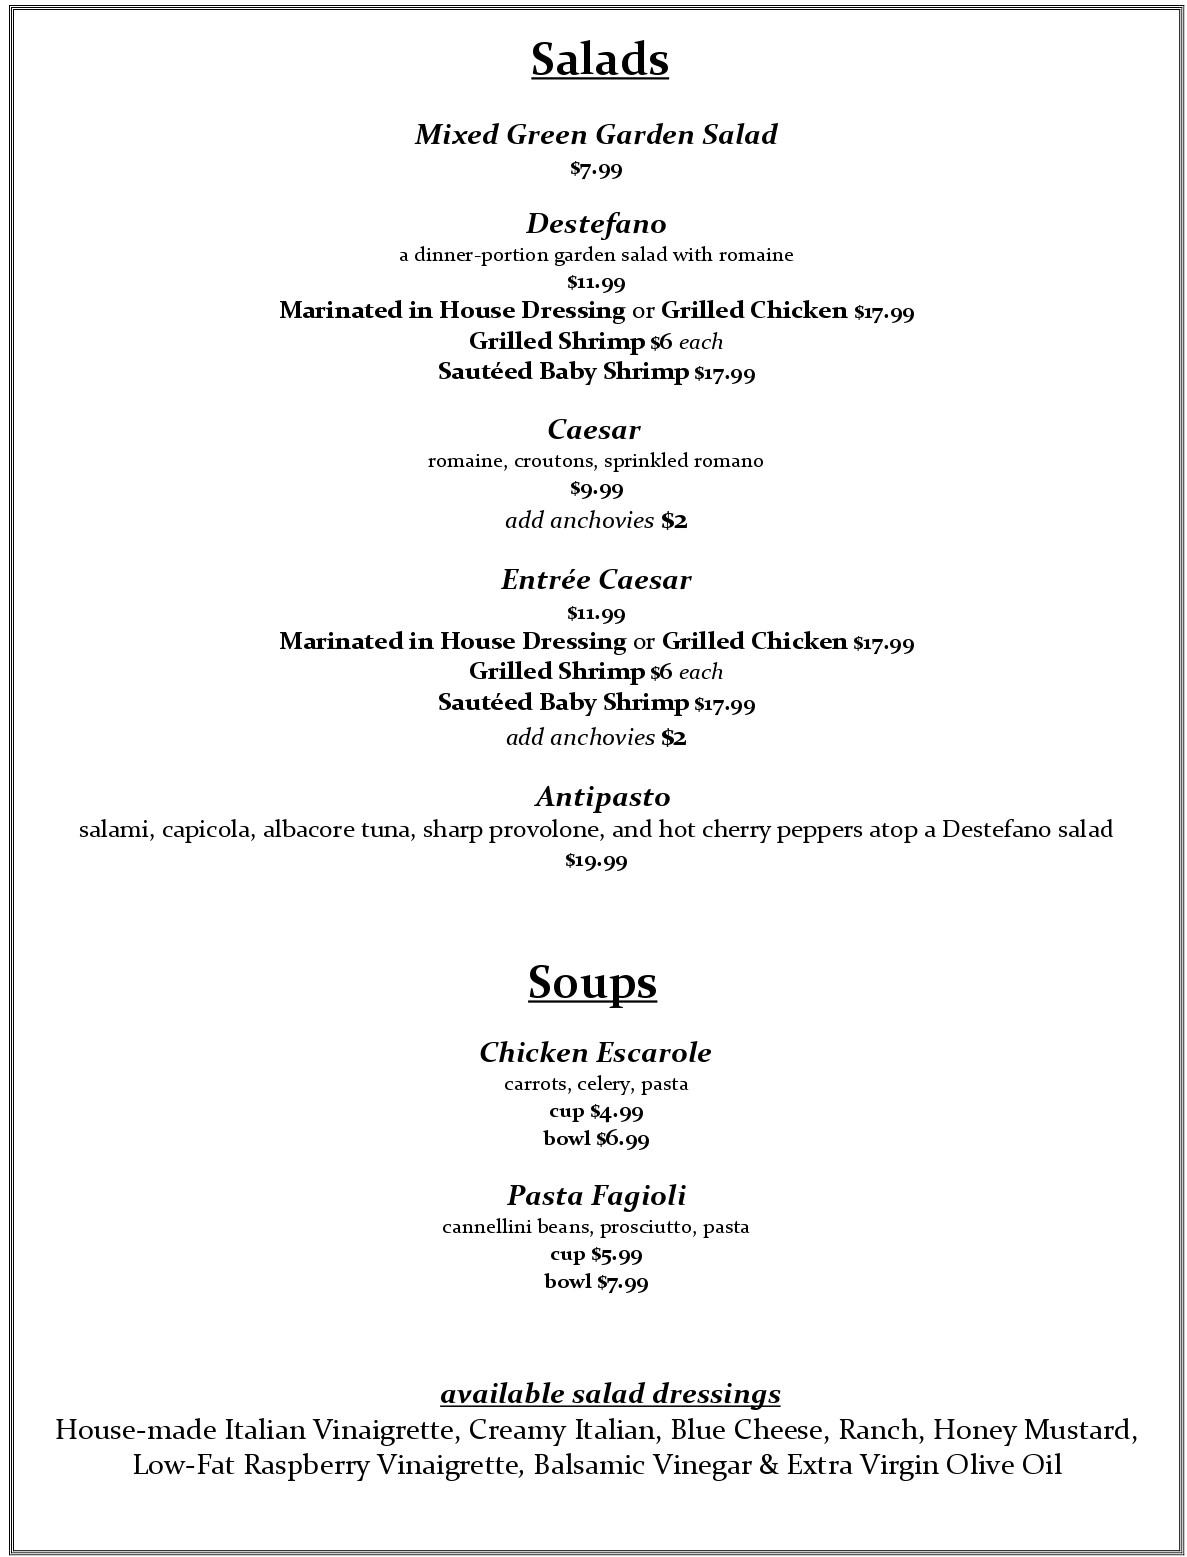 Salads
Mixed Green Garden Salad
$7.99
Destefano
a dinner-portion garden salad with romaine
$11.99
Marinated in House Dressing or Grilled Chicken $17.99
Grilled Shrimp $6 each
Sautéed Baby Shrimp $17.99
Caesar
romaine, croutons, sprinkled romano
$9.99
add anchovies $2
Entrée Caesar
$11.99
Marinated in House Dressing or Grilled Chicken $17.99
Grilled Shrimp $6 each
Sautéed Baby Shrimp $17.99
add anchovies $2
Antipasto
salami, capicola, albacore tuna, sharp provolone, and hot cherry peppers atop a Destefano salad
$19.99
Soups
Chicken Escarole
carrots, celery, pasta
cup $4.99
bowl $6.99
Pasta Fagioli
cannellini beans, prosciutto, pasta
cup $5.99
bowl $7.99
available salad dressings
House-made Italian Vinaigrette, Creamy Italian, Blue Cheese, Ranch, Honey Mustard,
Low-Fat Raspberry Vinaigrette, Balsamic Vinegar & Extra Virgin Olive Oil